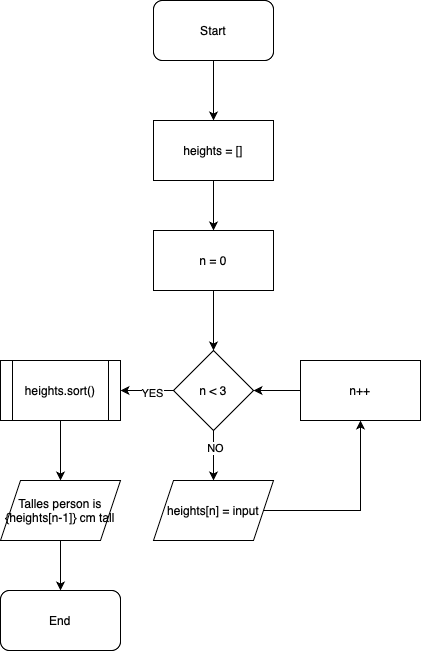 Start
heights = []
n = 0
heights.sort()
YES
n < 3
n++
NO
Talles person is
{heights[n-1]} cm tall
heights[n] = input
End